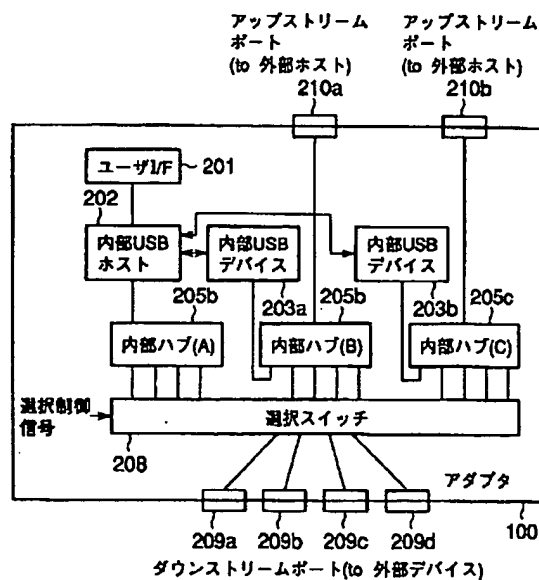 アップストリーム
ポート
(to 外部ホスト)
210a
アップストリーム
ポート
(to 外部ホスト)
210b
ユーザI/F
201
202
内部USB
ホスト
内部USB
デバイス
203a
内部USB
デバイス
203b
205b
内部ハブ(A)
205b
内部ハブ(B)
205c
内部ハブ(C)
選択制御
信号
選択スイッチ
208
アダプタ
100
209a
209b
209c
209d
ダウンストリームポート(to 外部デバイス)